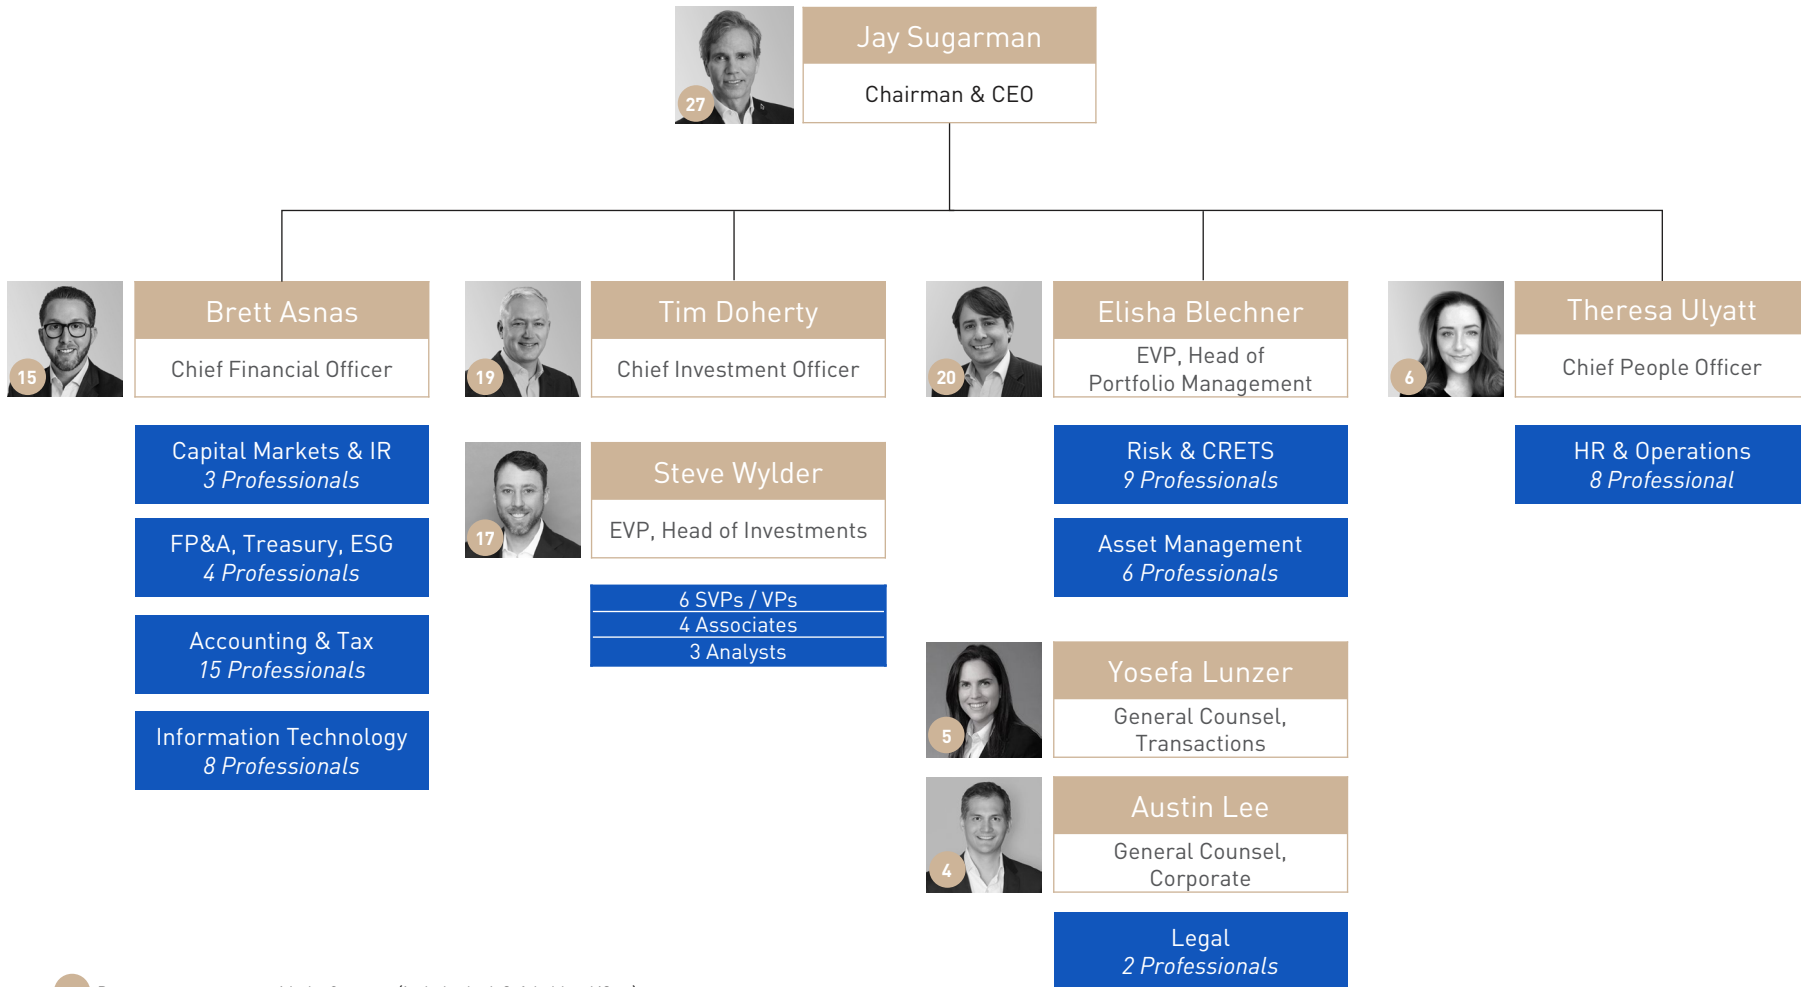 Jay Sugarman
Chairman & CEO
27
Brett Asnas
Chief Financial Officer
15
Capital Markets & IR
3 Professionals
FP&A, Treasury, ESG
4 Professionals
Accounting & Tax
15 Professionals
Information Technology
8 Professionals
Tim Doherty
Chief Investment Officer
19
Steve Wylder
EVP, Head of Investments
17
6 SVPs / VPs
4 Associates
3 Analysts
Elisha Blechner
EVP, Head of
Portfolio Management
20
Risk & CRETS
9 Professionals
Asset Management
6 Professionals
Yosefa Lunzer
General Counsel,
Transactions
5
Austin Lee
General Counsel,
Corporate
4
Legal
2 Professionals
Theresa Ulyatt
Chief People Officer
6
HR & Operations
8 Professional